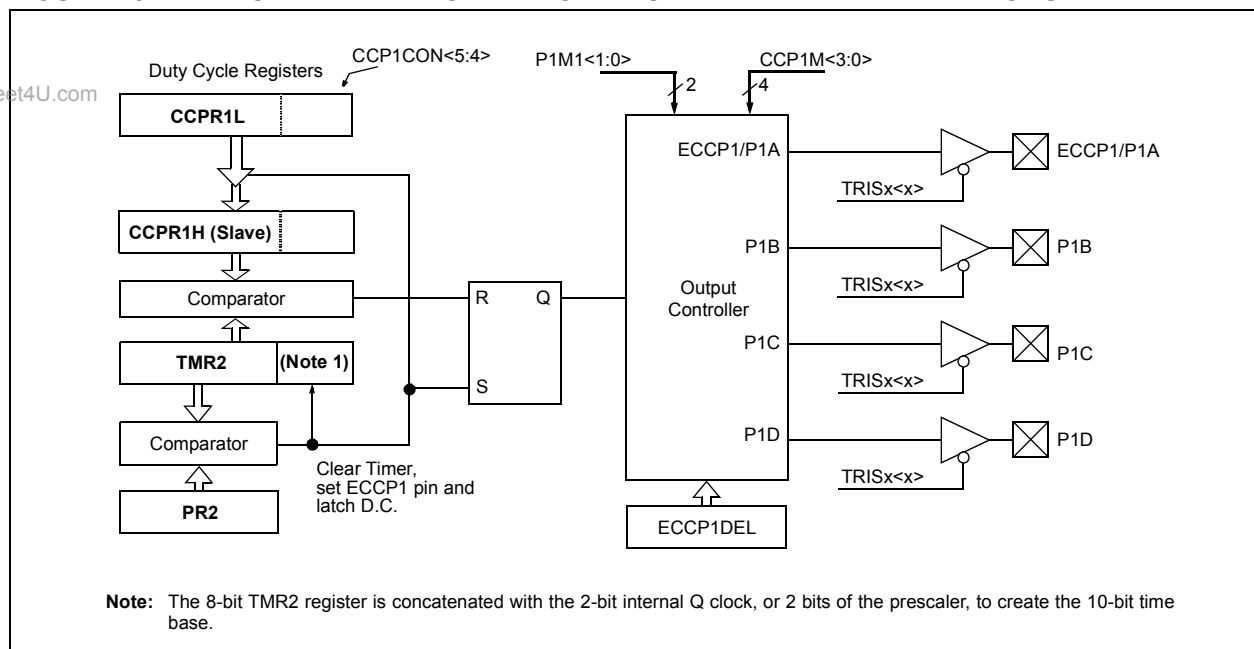 CCP1CON<5:4>
Duty Cycle Registers
eet4U.com
CCPR1L
CCPR1H (Slave)
Comparator
TMR2 (Note 1)
Comparator
PR2
Clear Timer,
set ECCP1 pin and
latch D.C.
R Q
S
P1M1<1:0>
2
CCP1M<3:0>
4
Output
Controller
ECCP1/P1A
TRISx<x>
ECCP1/P1A
P1B
TRISx<x>
P1B
P1C
TRISx<x>
P1C
P1D
TRISx<x>
P1D
ECCP1DEL
Note: The 8-bit TMR2 register is concatenated with the 2-bit internal Q clock, or 2 bits of the prescaler, to create the 10-bit time
base.